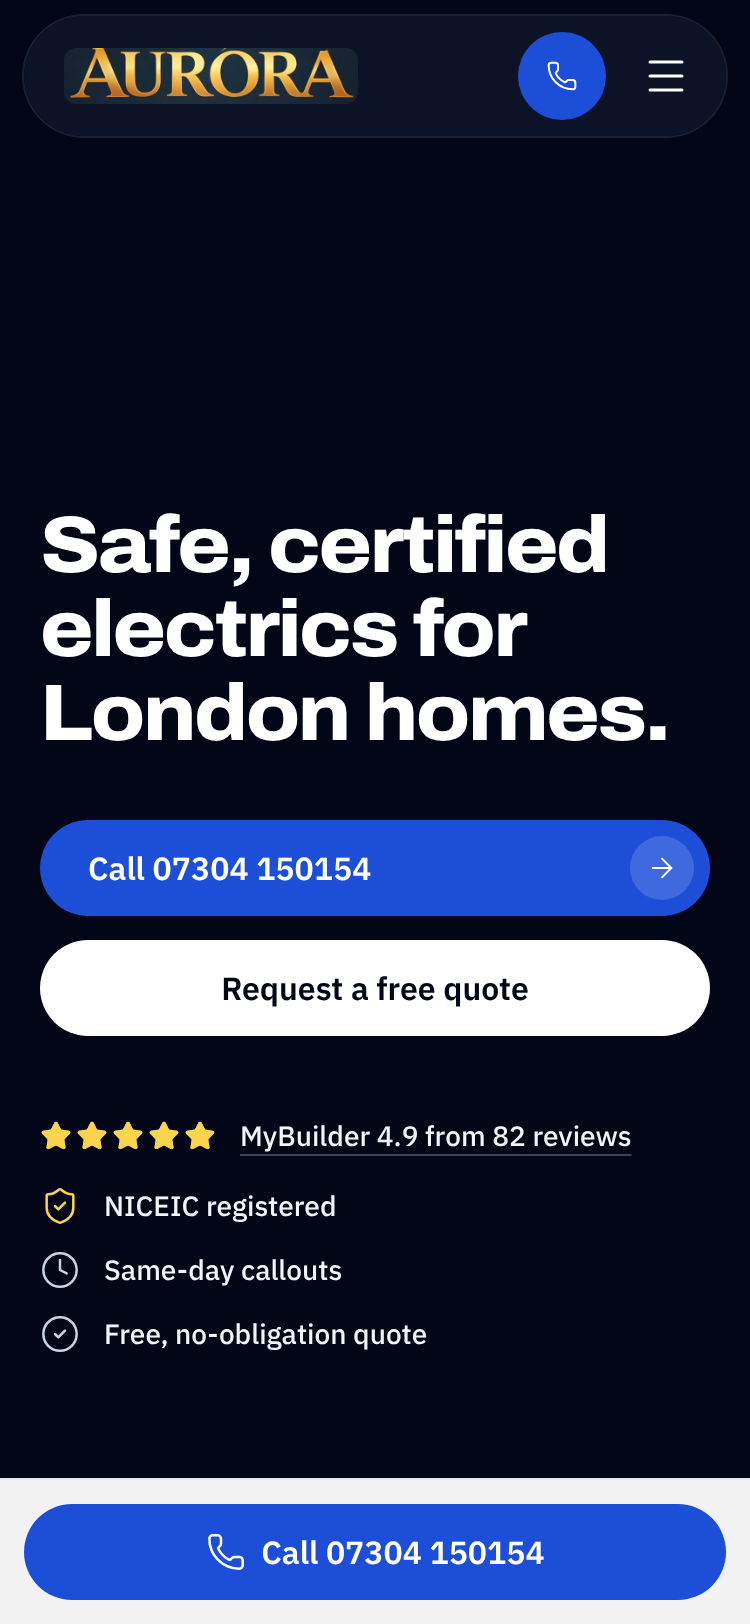 AURORA
Safe, certified
electrics for
London homes.
Call 07304 150154
Request a free quote
MyBuilder 4.9 from 82 reviews
NICEIC registered
Same-day callouts
Free, no-obligation quote
Call 07304 150154